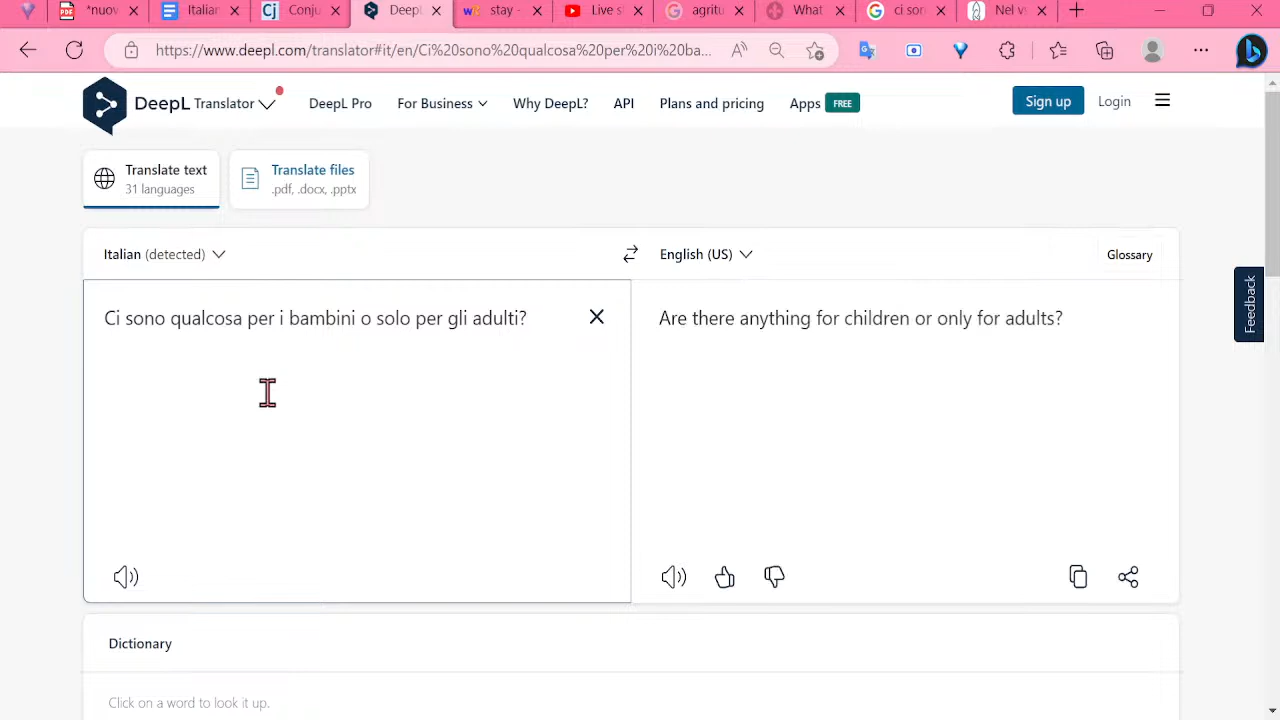 *nuov
Italiar
Conju
DeepL
stay -
Live st
agritu
What
ci son
Nel vs
https://www.deepl.com/translator#it/en/Ci%20sono%20qualcosa%20per%20i%20ba...
DeepL Translator
DeepL Pro
For Business
Why DeepL?
API
Plans and pricing
Apps FREE
Sign up
Login
Translate text
31 languages
Translate files
.pdf, .docx, .pptx
Italian (detected)
English (US)
Glossary
Ci sono qualcosa per i bambini o solo per gli adulti?
Are there anything for children or only for adults?
Feedback
Dictionary
Click on a word to look it up.